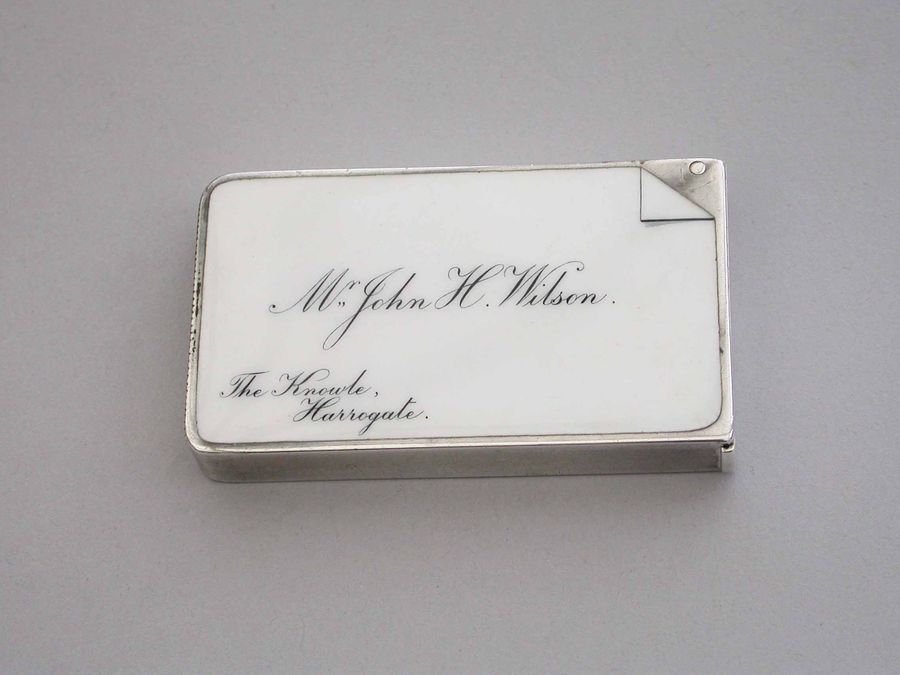 Mr. John H. Wilson.
The Knowle,
Harrogate.